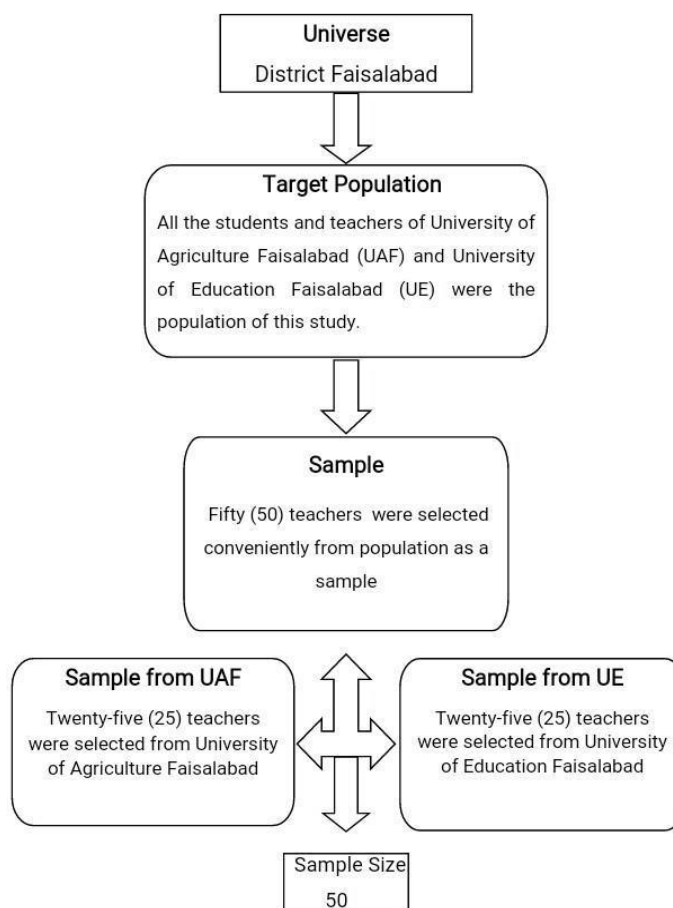 Universe
District Faisalabad
Target Population
All the students and teachers of University of
Agriculture Faisalabad (UAF) and University
of Education Faisalabad (UE) were the
population of this study.
Sample
Fifty (50) teachers were selected
conveniently from population as a
sample
Sample from UAF
Twenty-five (25) teachers
were selected from University
of Agriculture Faisalabad
Sample from UE
Twenty-five (25) teachers
were selected from University
of Education Faisalabad
Sample Size
50